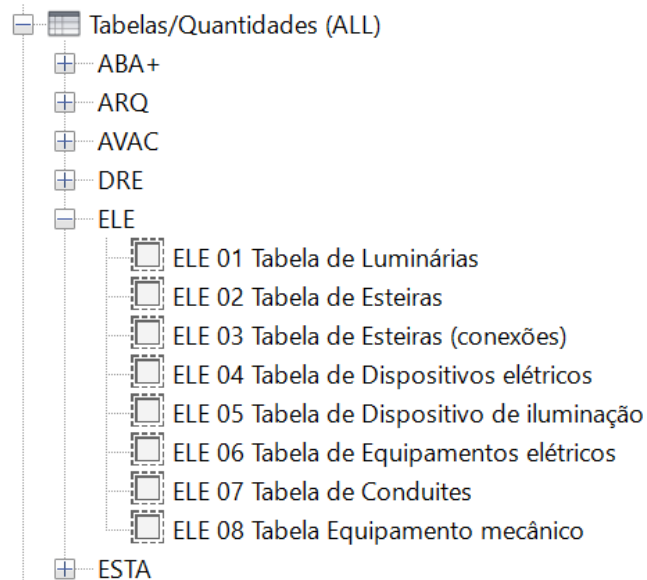 Tabelas/Quantidades (ALL)
ABA+
ARQ
AVAC
DRE
ELE
ELE 01 Tabela de Luminárias
ELE 02 Tabela de Esteiras
ELE 03 Tabela de Esteiras (conexões)
ELE 04 Tabela de Dispositivos elétricos
ELE 05 Tabela de Dispositivo de iluminação
ELE 06 Tabela de Equipamentos elétricos
ELE 07 Tabela de Conduites
ELE 08 Tabela Equipamento mecânico
ESTA